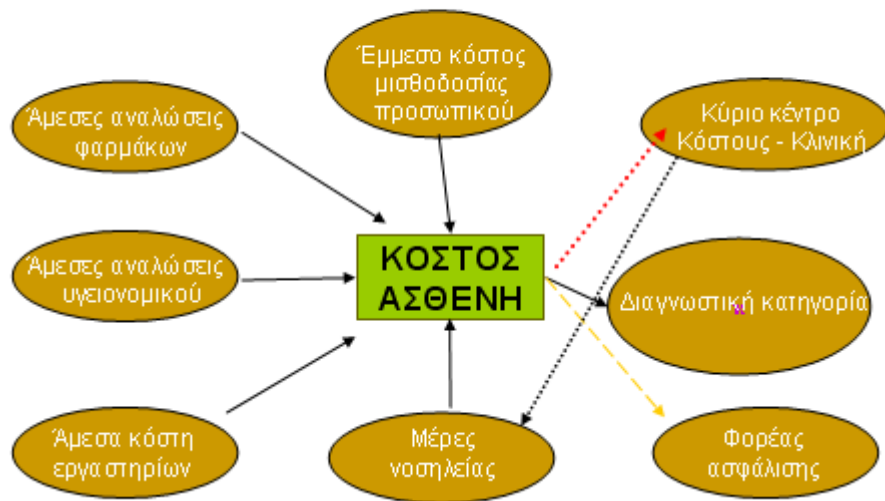 Έμμεσο κόστος
μισθοδοσίας
προσωπικού
Άμεσες αναλώσεις
φαρμάκων
Κύριο κέντρο
Κόστους - Κλινική
Άμεσες αναλώσεις
υγειονομικού
ΚΟΣΤΟΣ
ΑΣΘΕΝΗ
Διαγνωστική κατηγορία
Άμεσα κόστη
εργαστηρίων
Μέρες
νοσηλείας
Φορέας
ασφάλισης